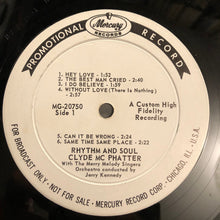 Mercury
RECORDS
PROMOTIONAL RECORD
1. HEY LOVE - 1:52
2. THE BEST MAN CRIED - 2:40
3. I DO BELIEVE - 1:59
4. WITHOUT LOVE (There Is Nothing)
- 2:21
MG-20750
Side 1
A Custom High
Fidelity
Recording
5. CAN IT BE WRONG - 2:24
6. SAME TIME SAME PLACE - 2:22
RHYTHM AND SOUL
CLYDE MC PHATTER
With The Merry Melody Singers
Orchestra conducted by
Jerry Kennedy
FOR BROADCAST ONLY - NOT FOR SALE - MERCURY RECORD CORP. - CHICAGO, ILL. - U.S.A.